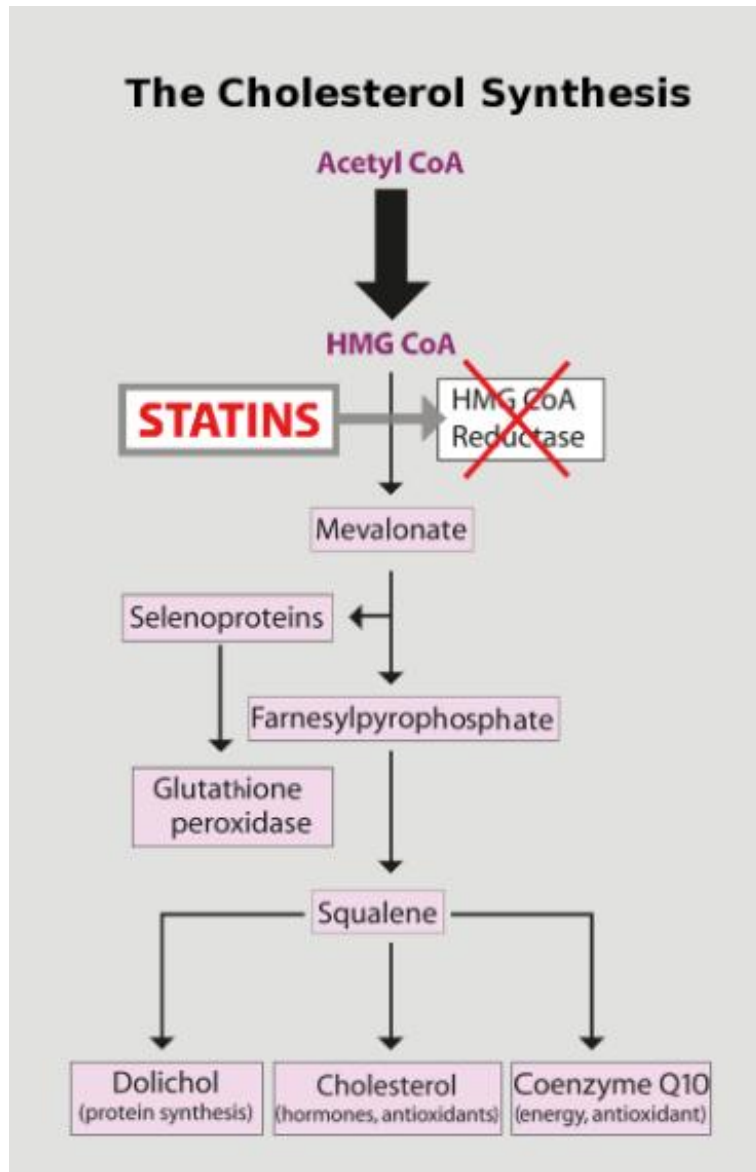 The Cholesterol Synthesis
Acetyl CoA
HMG CoA
STATINS
HMG CoA
Reductase
Mevalonate
Selenoproteins
Farnesylpyrophosphate
Glutathione
peroxidase
Squalene
Dolichol
(protein synthesis)
Cholesterol
(hormones, antioxidants)
Coenzyme Q10
(energy, antioxidant)